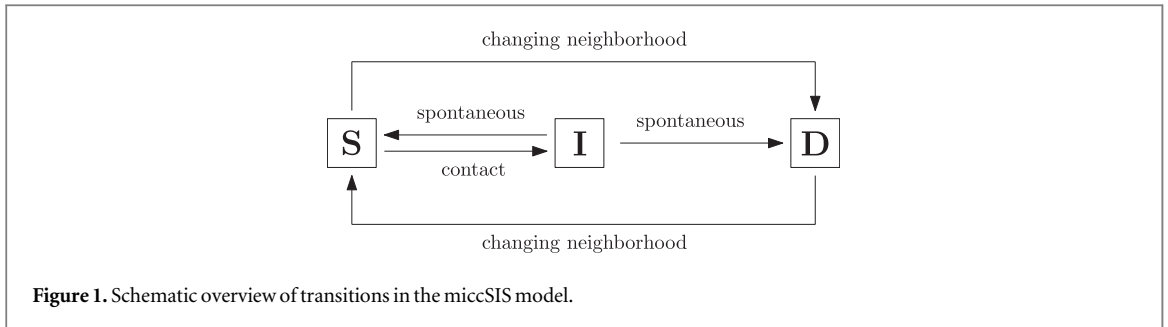 changing neighborhood
spontaneous
spontaneous
S
I
D
contact
changing neighborhood
Figure 1. Schematic overview of transitions in the miccSIS model.